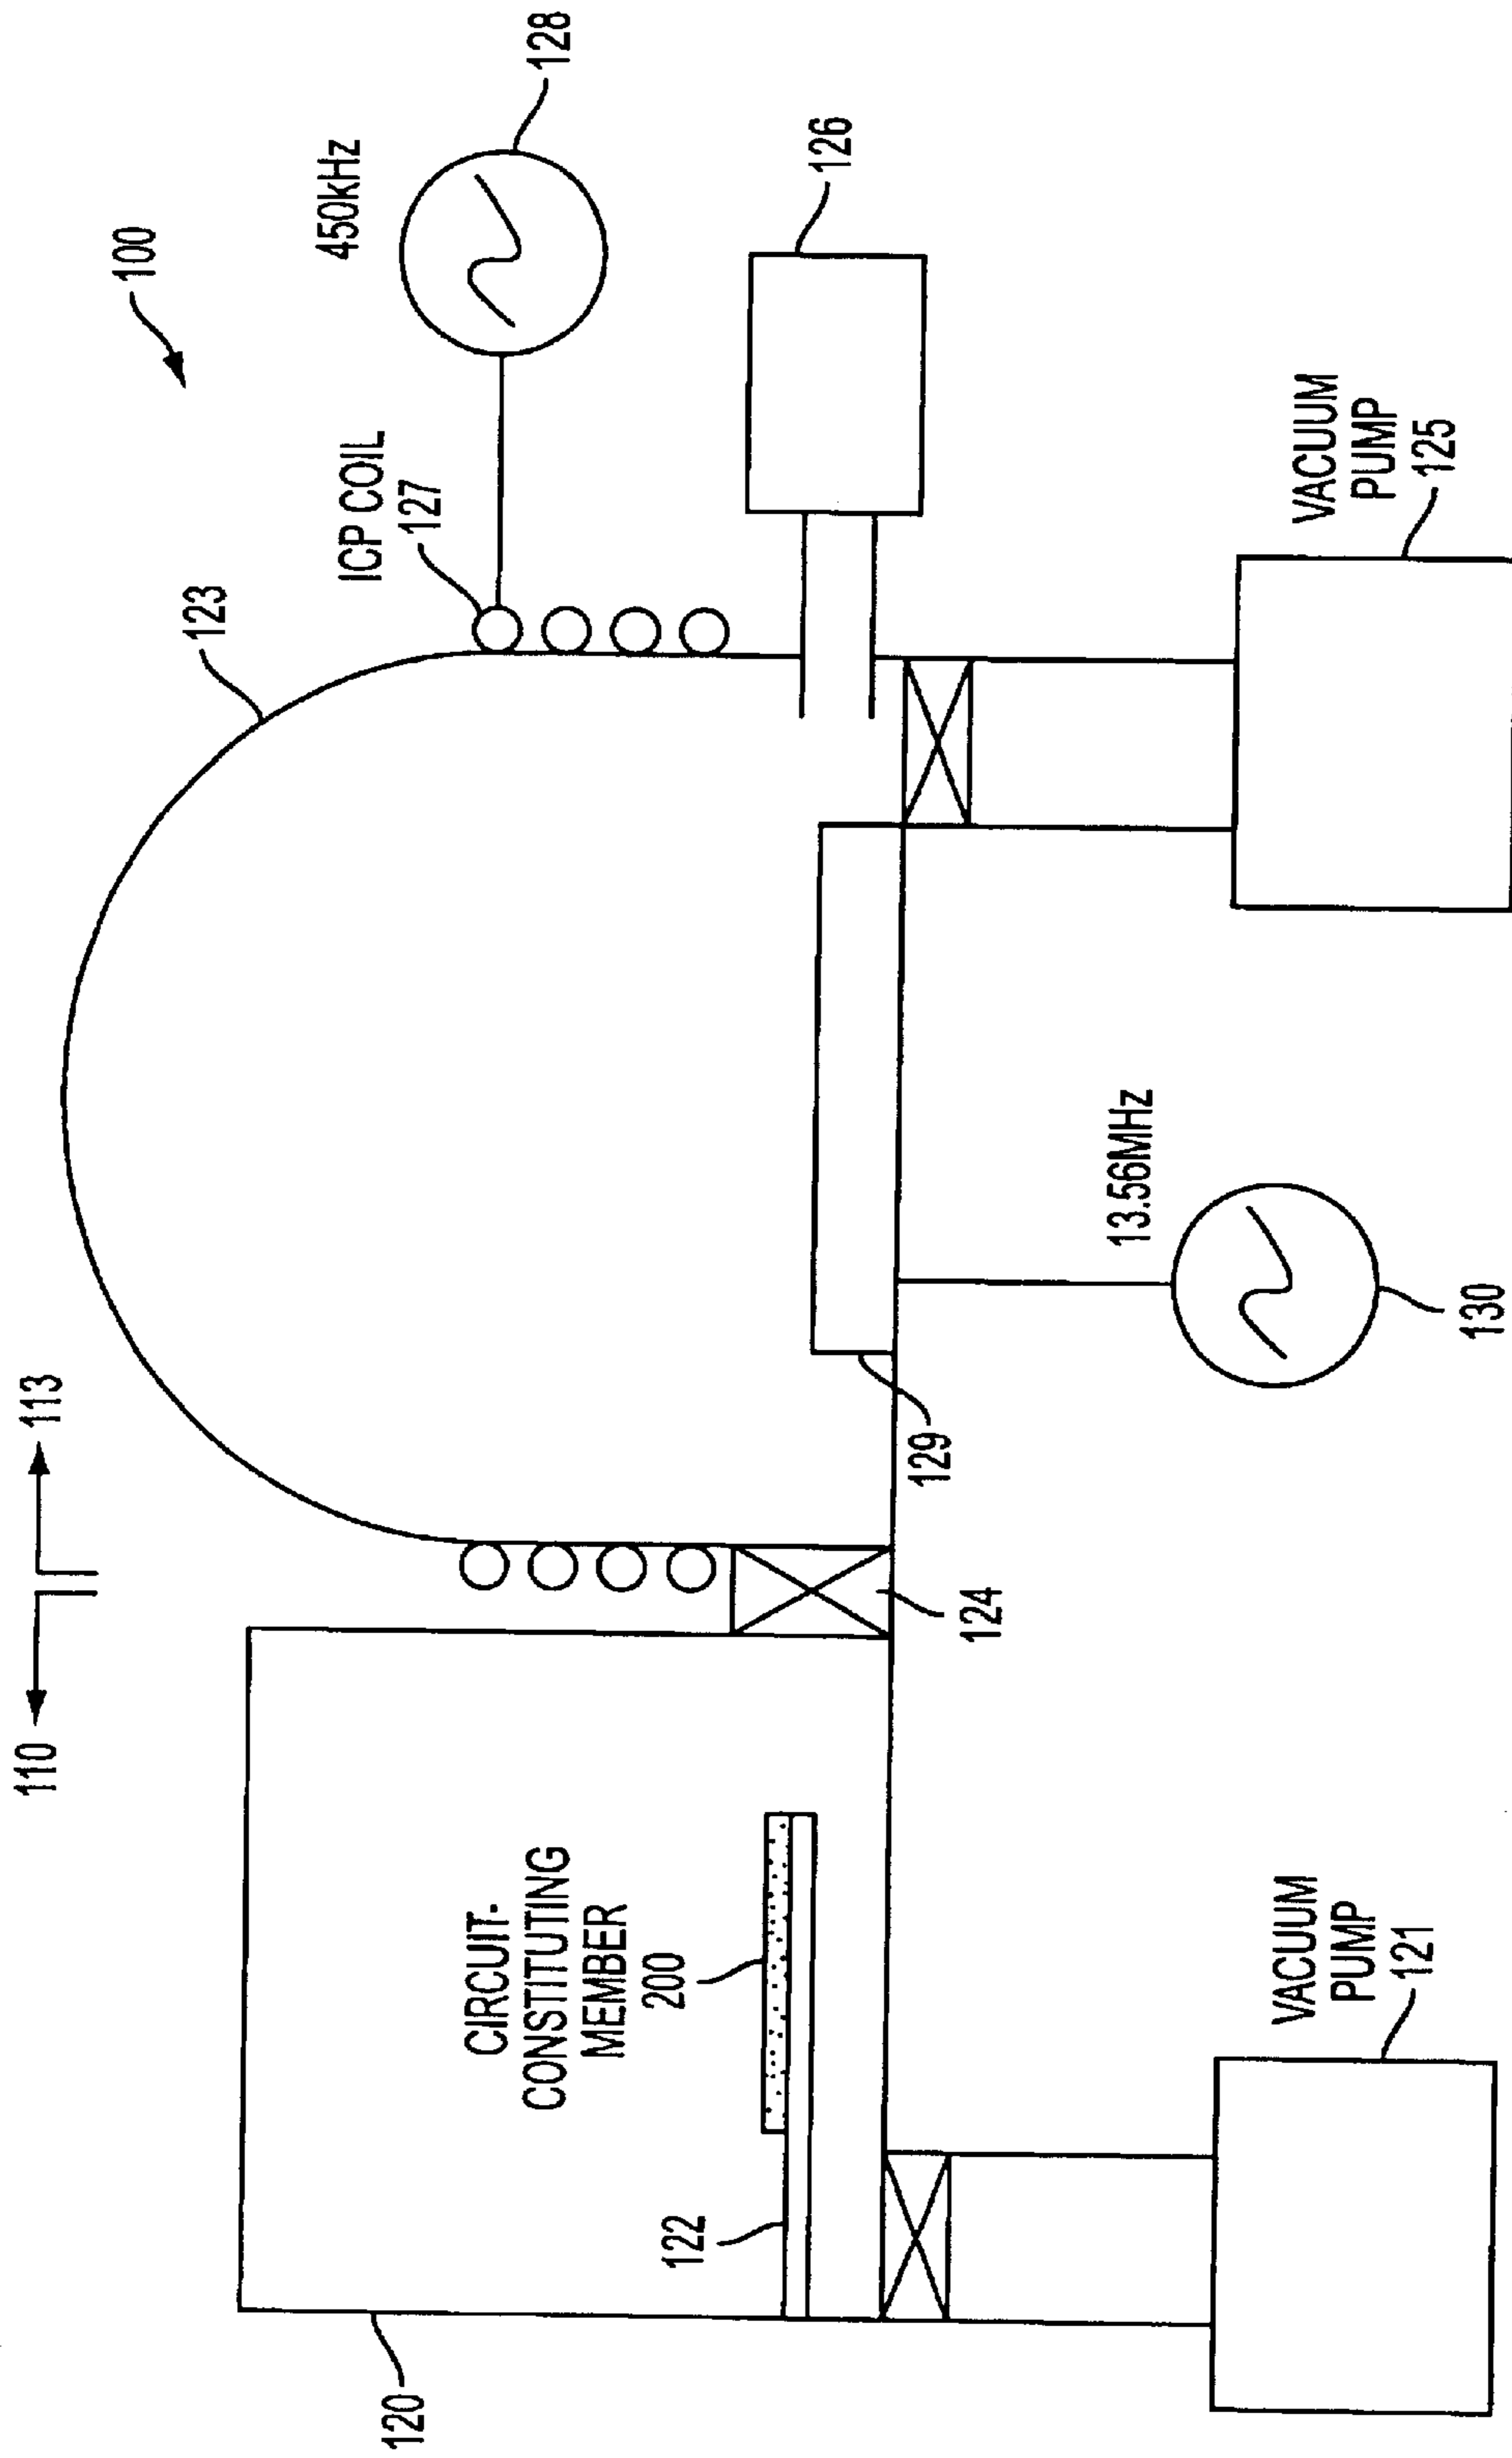 100
110
113
123
ICP COIL
127
450kHz
128
126
120
CIRCUIT-
CONSTITUTING
MEMBER
200
122
124
129
13.56MHz
130
VACUUM
PUMP
121
VACUUM
PUMP
125